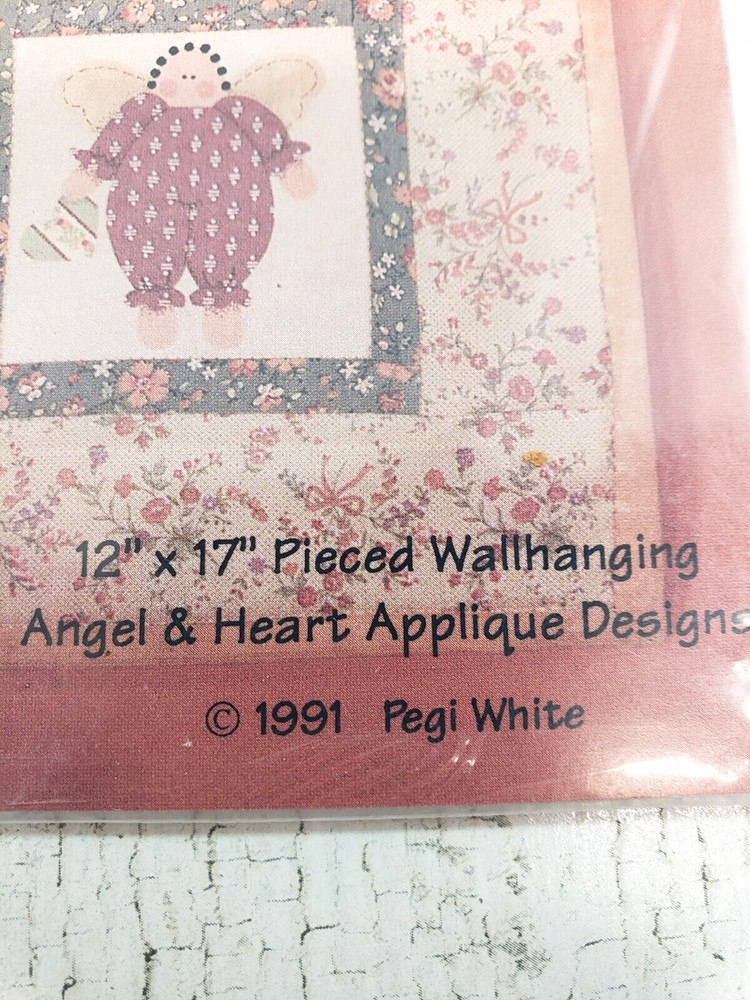 12" x 17" Pieced Wallhanging
Angel & Heart Applique Designs
© 1991 Pegi White